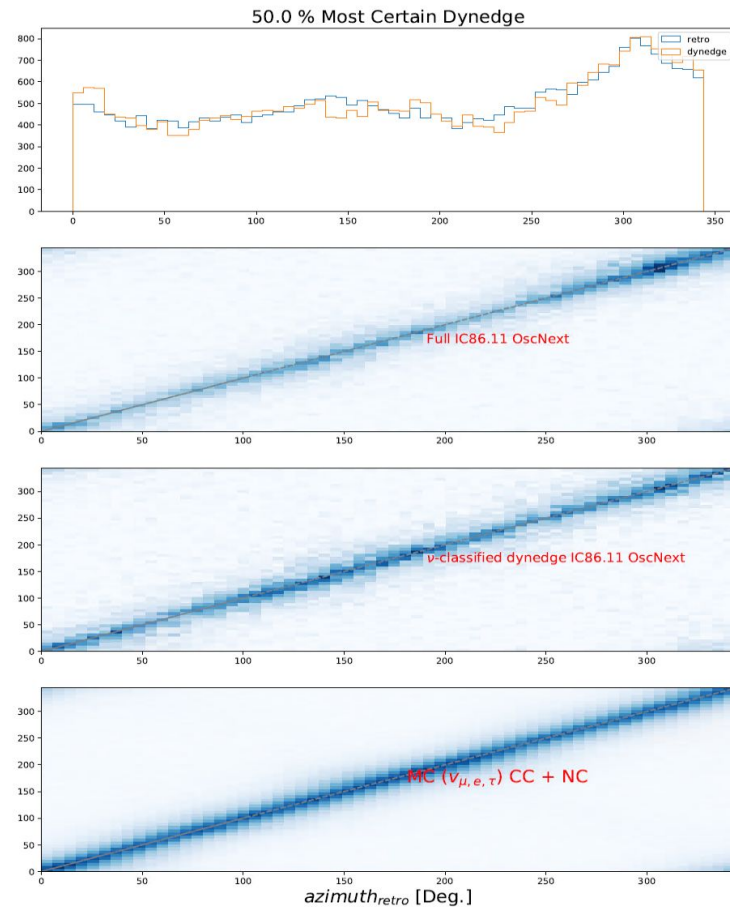 50.0 % Most Certain Dynedge
800
700
600
500
400
300
200
100
0
retro
dynedge
0 50 100 150 200 250 300 350
300
250
200
150
100
50
0
Full IC86.11 OscNext
0 50 100 150 200 250 300
300
250
200
150
100
50
0
ν-classified dynedge IC86.11 OscNext
0 50 100 150 200 250 300
300
250
200
150
100
50
0
MC (ν_{μ,e,τ}) CC + NC
0 50 100 150 200 250 300
azimuth_{retro} [Deg.]